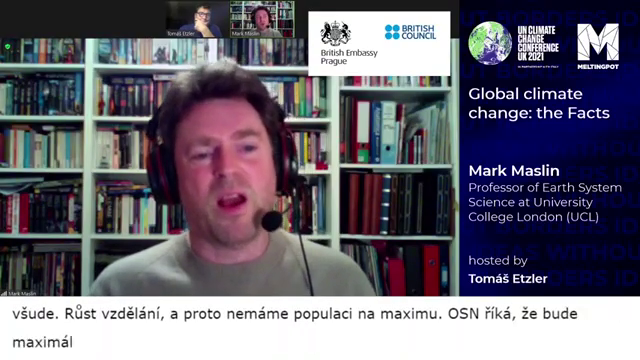 Tomáš Etzler
Mark Maslin
British Embassy
Prague
BRITISH
COUNCIL
UN CLIMATE
CHANGE
CONFERENCE
UK 2021
MELTINGPOT
Global climate
change: the Facts
Mark Maslin
Professor of Earth System
Science at University
College London (UCL)
hosted by
Tomáš Etzler
Mark Maslin
všude. Růst vzdělání, a proto nemáme populaci na maximu. OSN říká, že bude
maximál